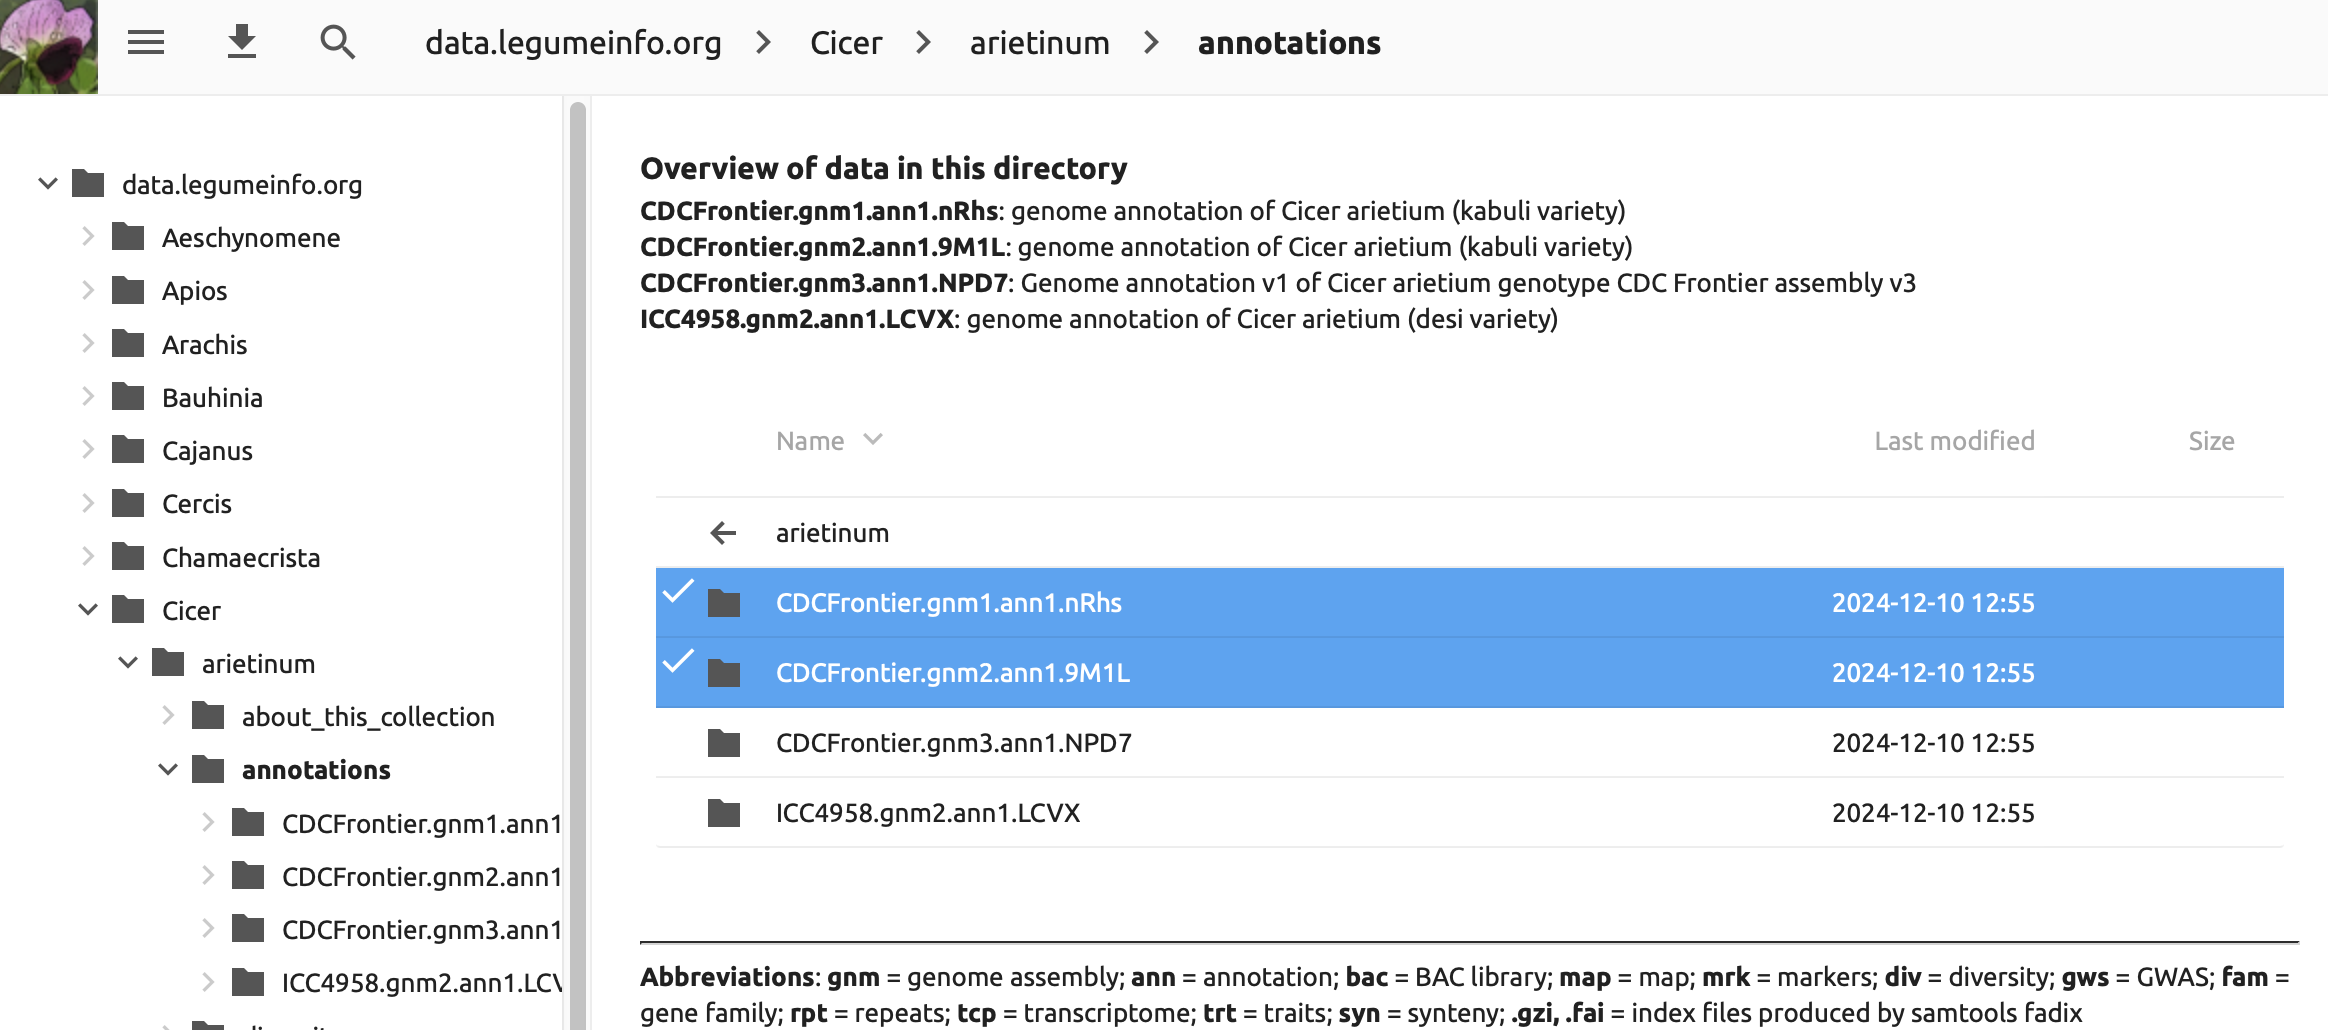 data.legumeinfo.org > Cicer > arietinum > annotations
data.legumeinfo.org
Aeschynomene
Apios
Arachis
Bauhinia
Cajanus
Cercis
Chamaecrista
Cicer
arietinum
about_this_collection
annotations
CDCFrontier.gnm1.ann1
CDCFrontier.gnm2.ann1
CDCFrontier.gnm3.ann1
ICC4958.gnm2.ann1.LCV
Overview of data in this directory
CDCFrontier.gnm1.ann1.nRhs: genome annotation of Cicer arietium (kabuli variety)
CDCFrontier.gnm2.ann1.9M1L: genome annotation of Cicer arietium (kabuli variety)
CDCFrontier.gnm3.ann1.NPD7: Genome annotation v1 of Cicer arietium genotype CDC Frontier assembly v3
ICC4958.gnm2.ann1.LCVX: genome annotation of Cicer arietium (desi variety)
Name Last modified Size
arietinum
CDCFrontier.gnm1.ann1.nRhs 2024-12-10 12:55
CDCFrontier.gnm2.ann1.9M1L 2024-12-10 12:55
CDCFrontier.gnm3.ann1.NPD7 2024-12-10 12:55
ICC4958.gnm2.ann1.LCVX 2024-12-10 12:55
Abbreviations: gnm = genome assembly; ann = annotation; bac = BAC library; map = map; mrk = markers; div = diversity; gws = GWAS; fam =
gene family; rpt = repeats; tcp = transcriptome; trt = traits; syn = synteny; .gzi, .fai = index files produced by samtools fadix